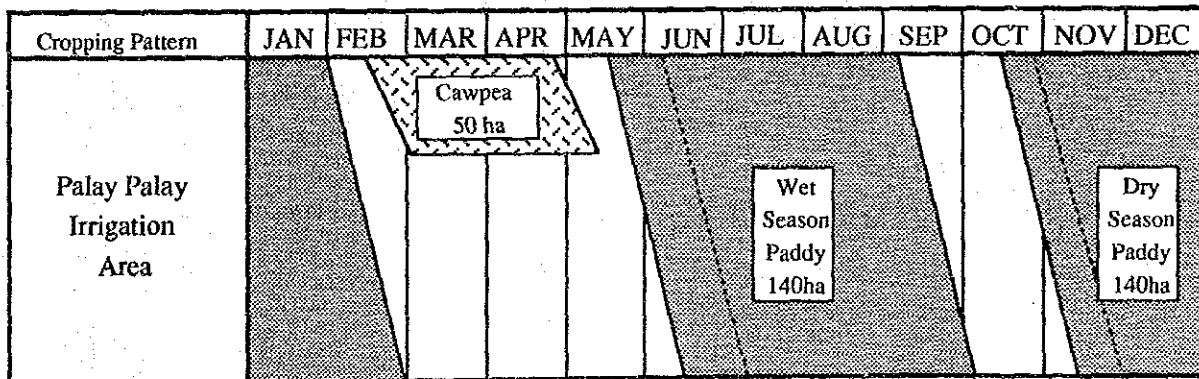 Cropping Pattern JAN FEB MAR APR MAY JUN JUL AUG SEP OCT NOV DEC
Cawpea
50 ha
Palay Palay
Irrigation
Area
Wet
Season
Paddy
140ha
Dry
Season
Paddy
140ha